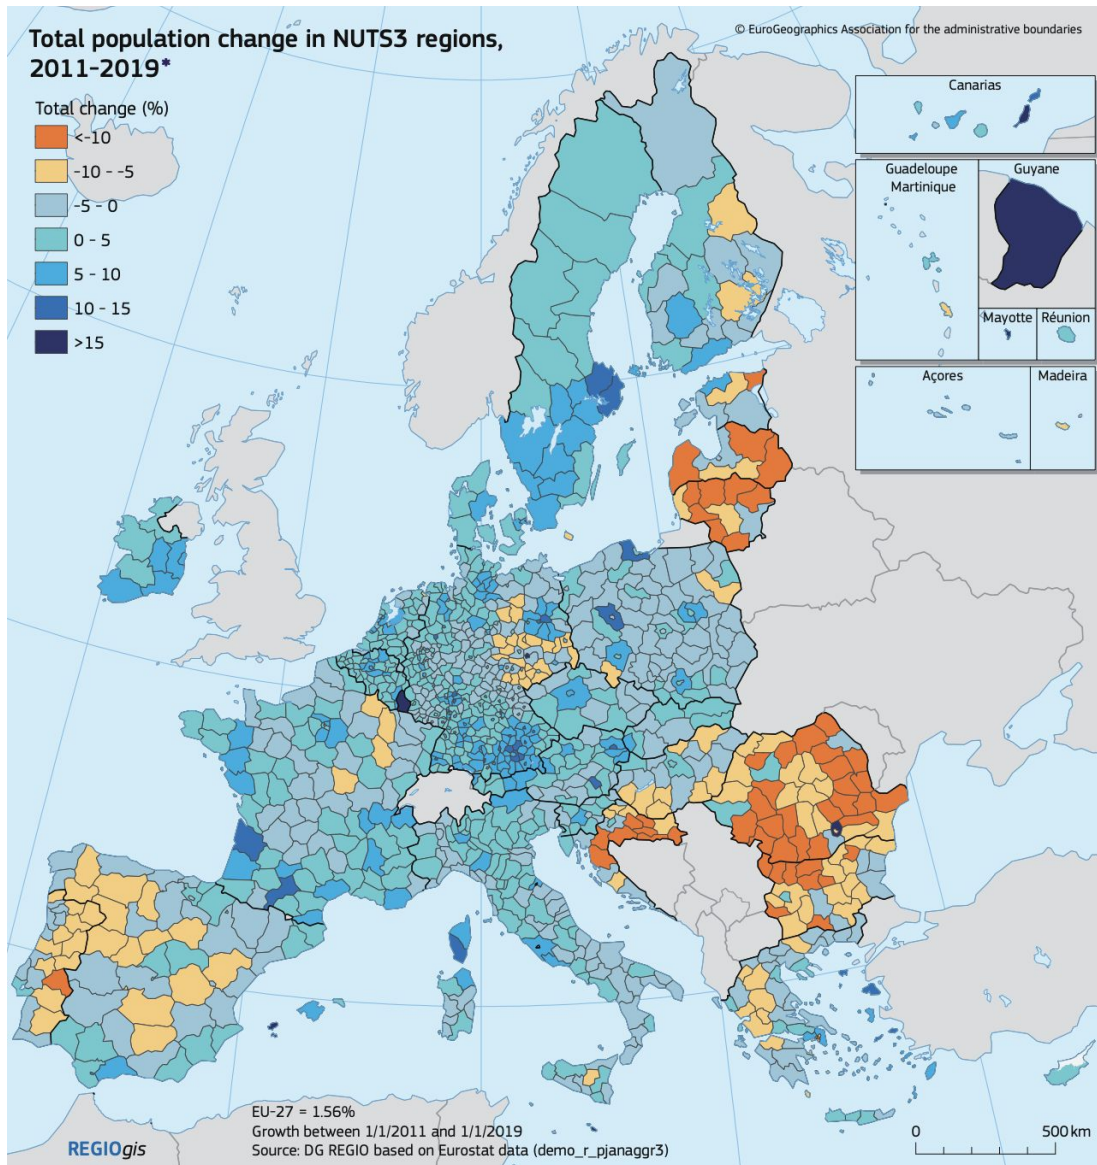 Total population change in NUTS3 regions,
2011-2019*
© EuroGeographics Association for the administrative boundaries
Total change (%)
<-10
-10 - -5
-5 - 0
0 - 5
5 - 10
10 - 15
>15
Canarias
Guadeloupe
Martinique
Guyane
Mayotte
Réunion
Açores
Madeira
EU-27 = 1.56%
Growth between 1/1/2011 and 1/1/2019
Source: DG REGIO based on Eurostat data (demo_r_pjanaggr3)
REGIOgis
0 500 km